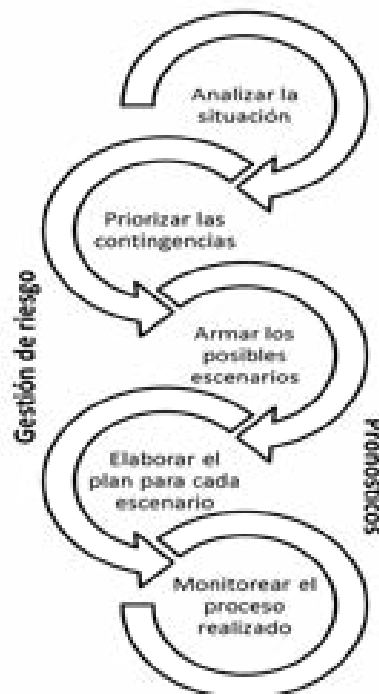 Analizar la
situación
Priorizar las
contingencias
Gestión de riesgo
Armar los
posibles
escenarios
Elaborar el
plan para cada
escenario
Pronósticos
Monitorear el
proceso
realizado